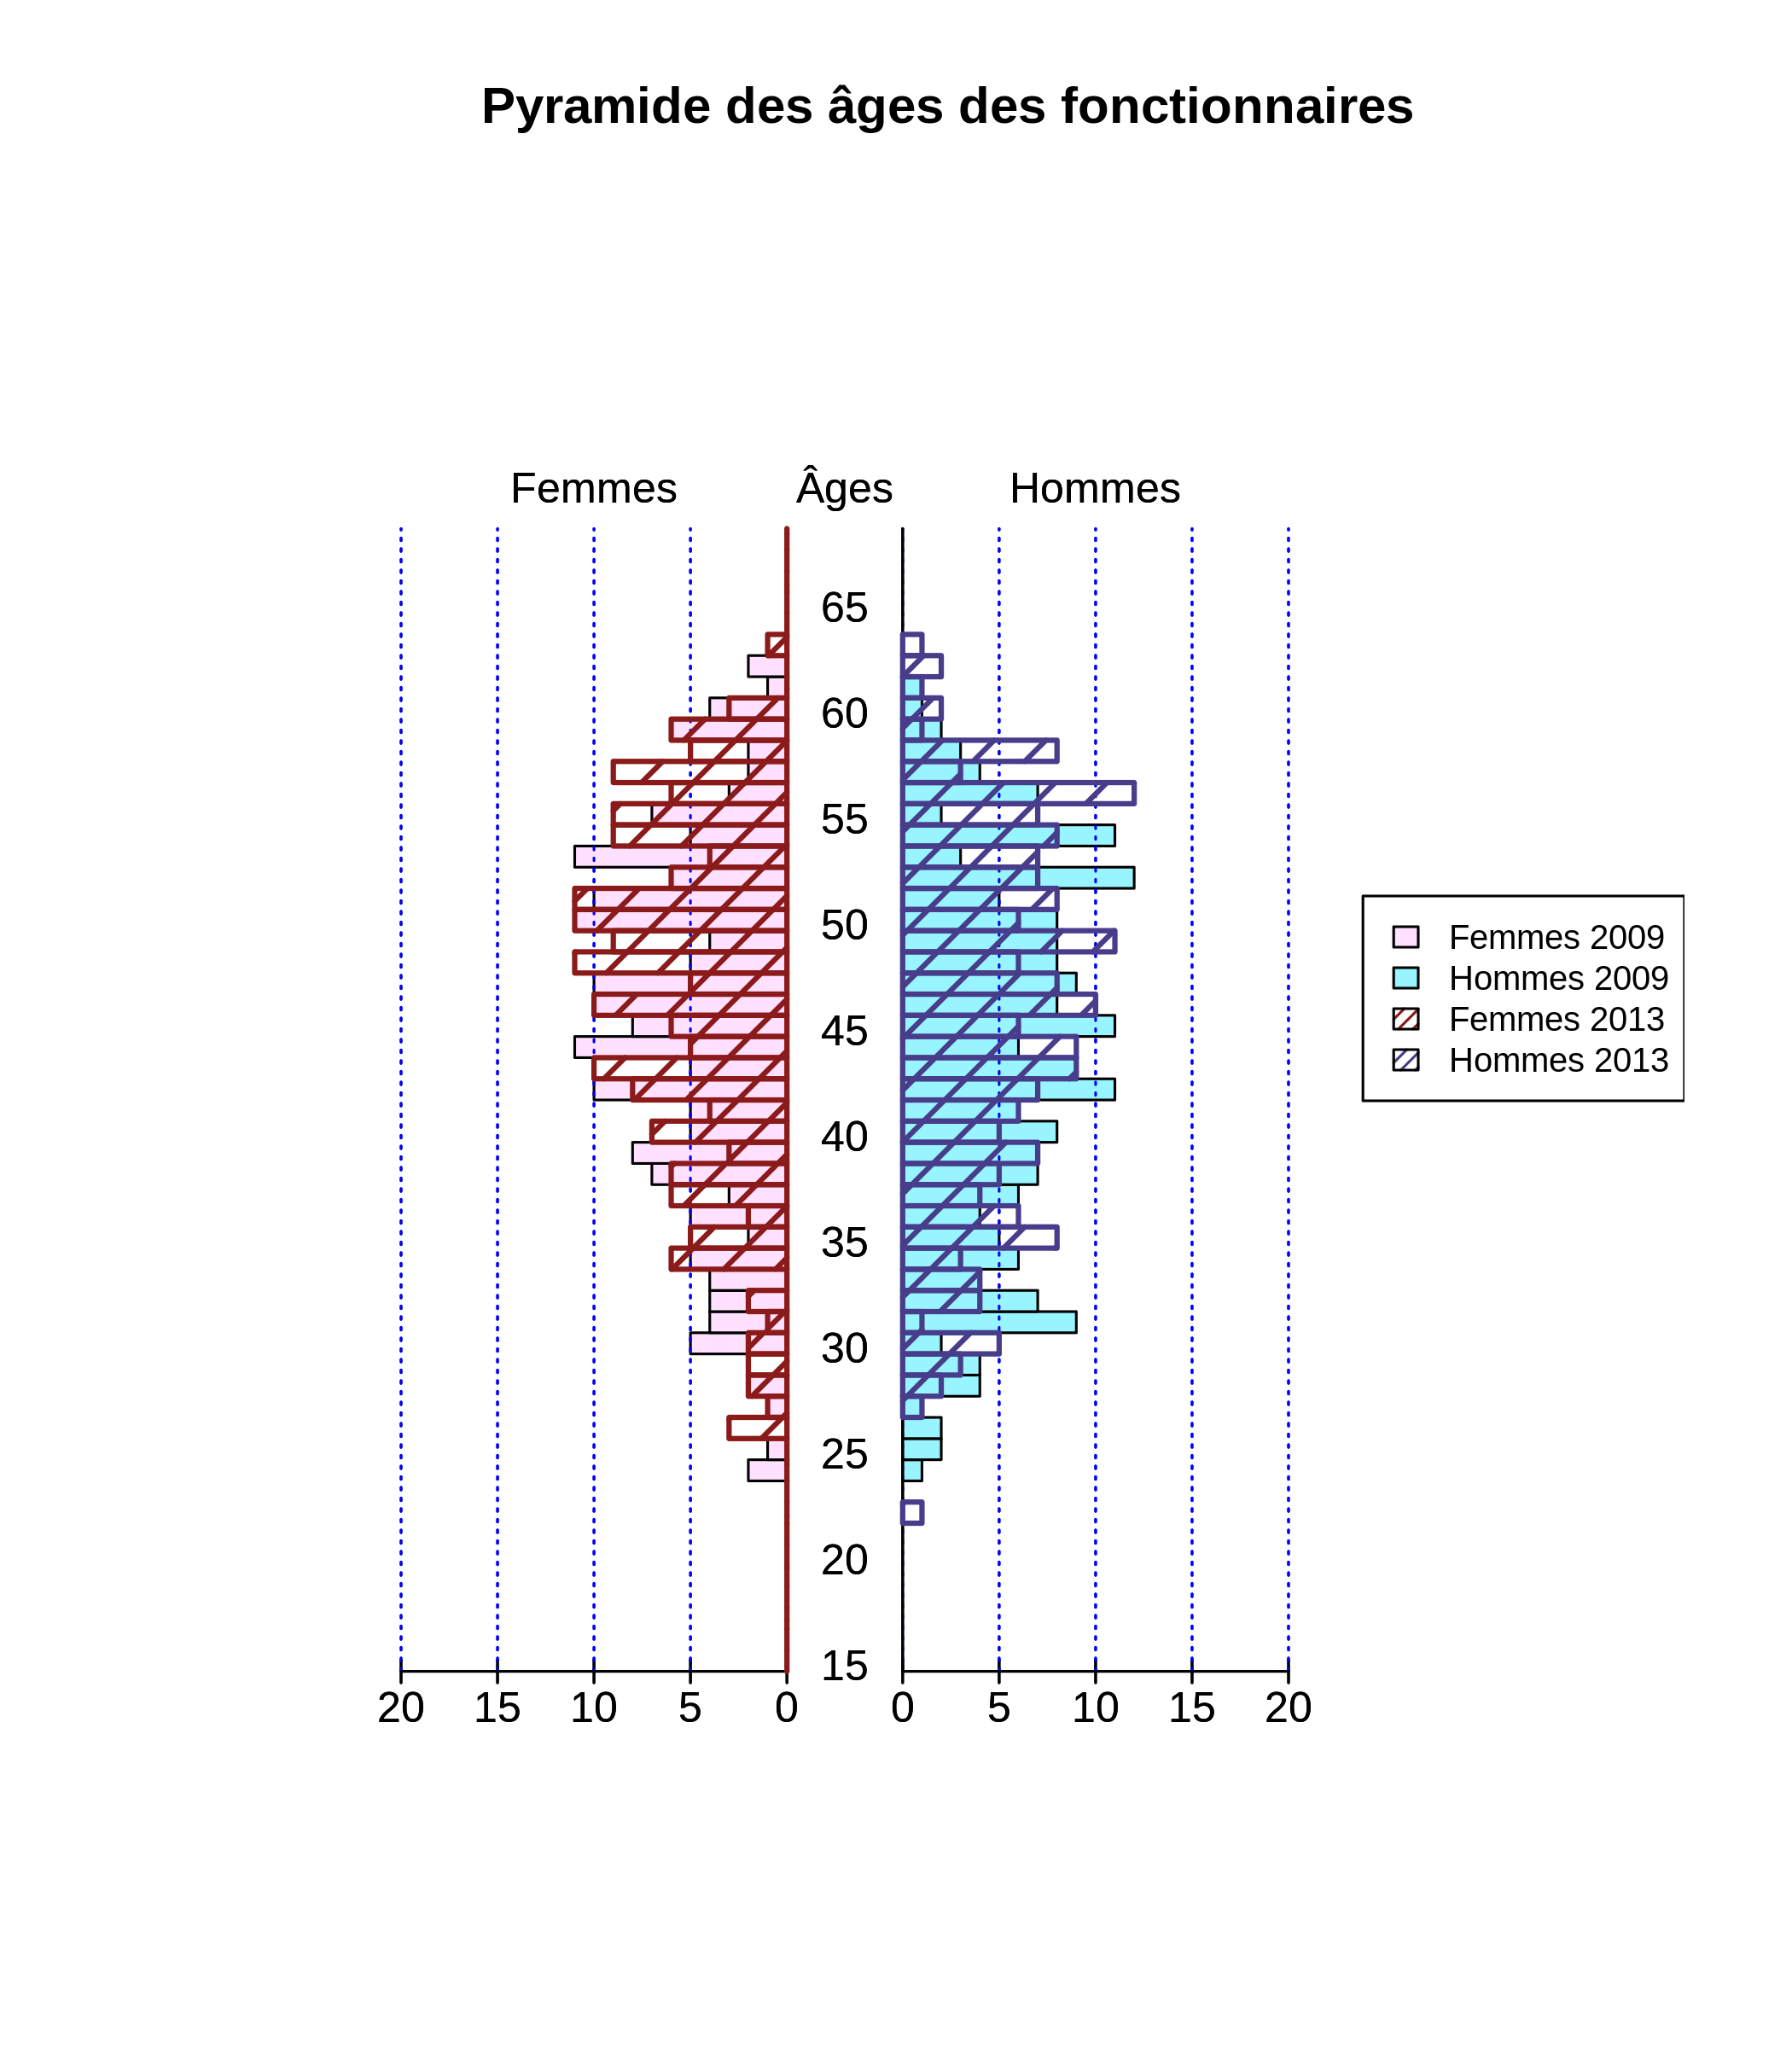 Pyramide des âges des fonctionnaires
Femmes Âges Hommes
65
60
55
50
45
40
35
30
25
20
15
20 15 10 5 0 0 5 10 15 20
Femmes 2009
Hommes 2009
Femmes 2013
Hommes 2013